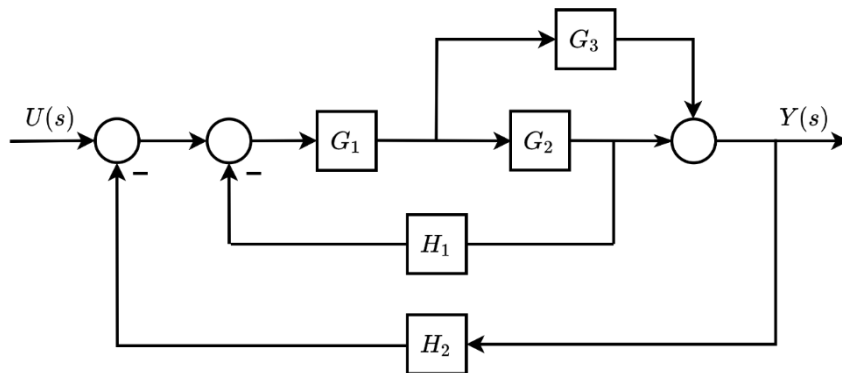 G₃
U(s)
Y(s)
G₁
G₂
−
−
H₁
H₂